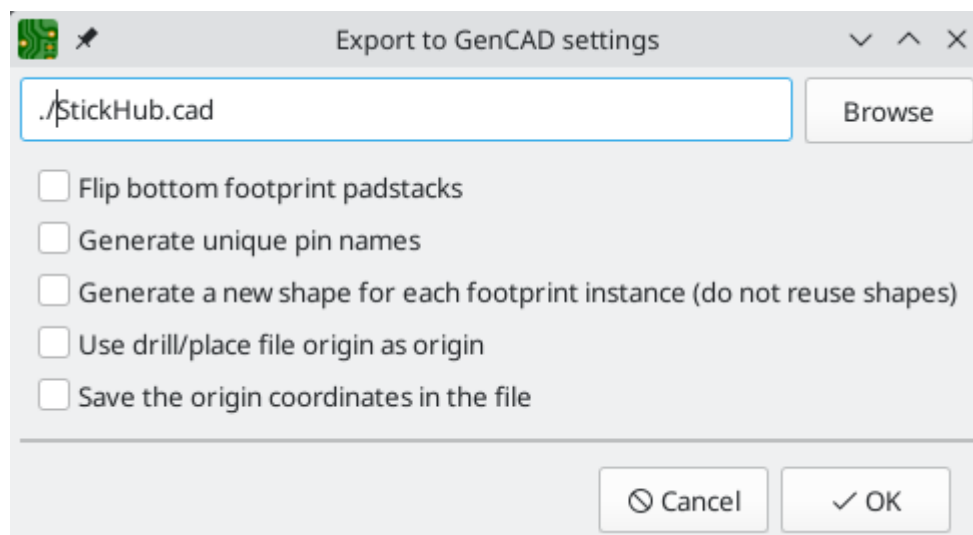 Export to GenCAD settings
./StickHub.cad
Browse
Flip bottom footprint padstacks
Generate unique pin names
Generate a new shape for each footprint instance (do not reuse shapes)
Use drill/place file origin as origin
Save the origin coordinates in the file
Cancel
OK